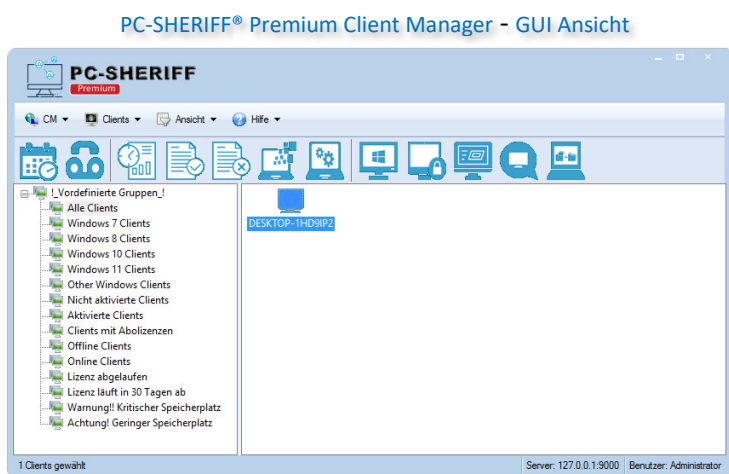 PC-SHERIFF® Premium Client Manager - GUI Ansicht
PC-SHERIFF
Premium
CM Clients Ansicht Hilfe
!_Vordefinierte Gruppen_!
Alle Clients
Windows 7 Clients
Windows 8 Clients
Windows 10 Clients
Windows 11 Clients
Other Windows Clients
Nicht aktivierte Clients
Aktivierte Clients
Clients mit Abolizenzen
Offline Clients
Online Clients
Lizenz abgelaufen
Lizenz läuft in 30 Tagen ab
Warnung!! Kritischer Speicherplatz
Achtung! Geringer Speicherplatz
DESKTOP-1HD9IP2
1 Clients gewählt
Server: 127.0.0.1:9000 Benutzer: Administrator